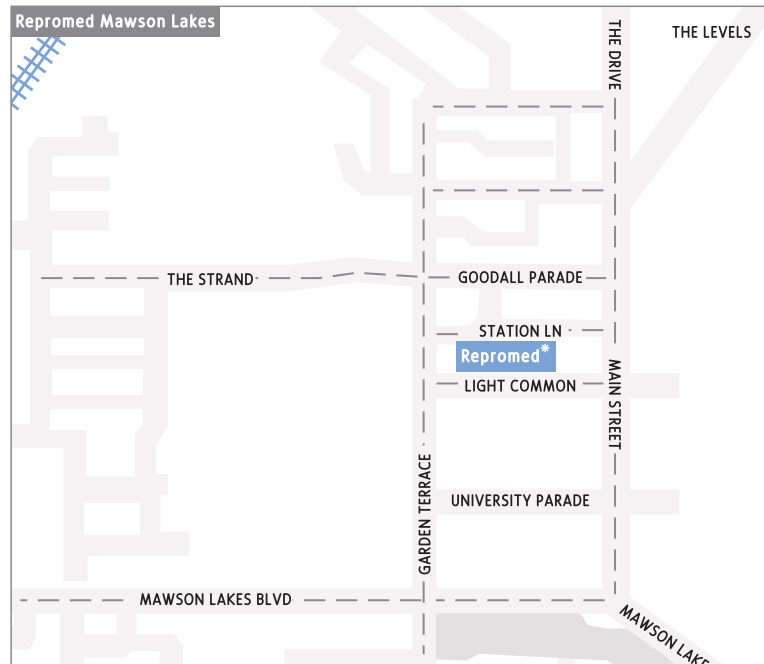 Repromed Mawson Lakes
THE DRIVE
THE LEVELS
THE STRAND
GOODALL PARADE
STATION LN
Repromed*
LIGHT COMMON
MAIN STREET
GARDEN TERRACE
UNIVERSITY PARADE
MAWSON LAKES BLVD
MAWSON LAKE